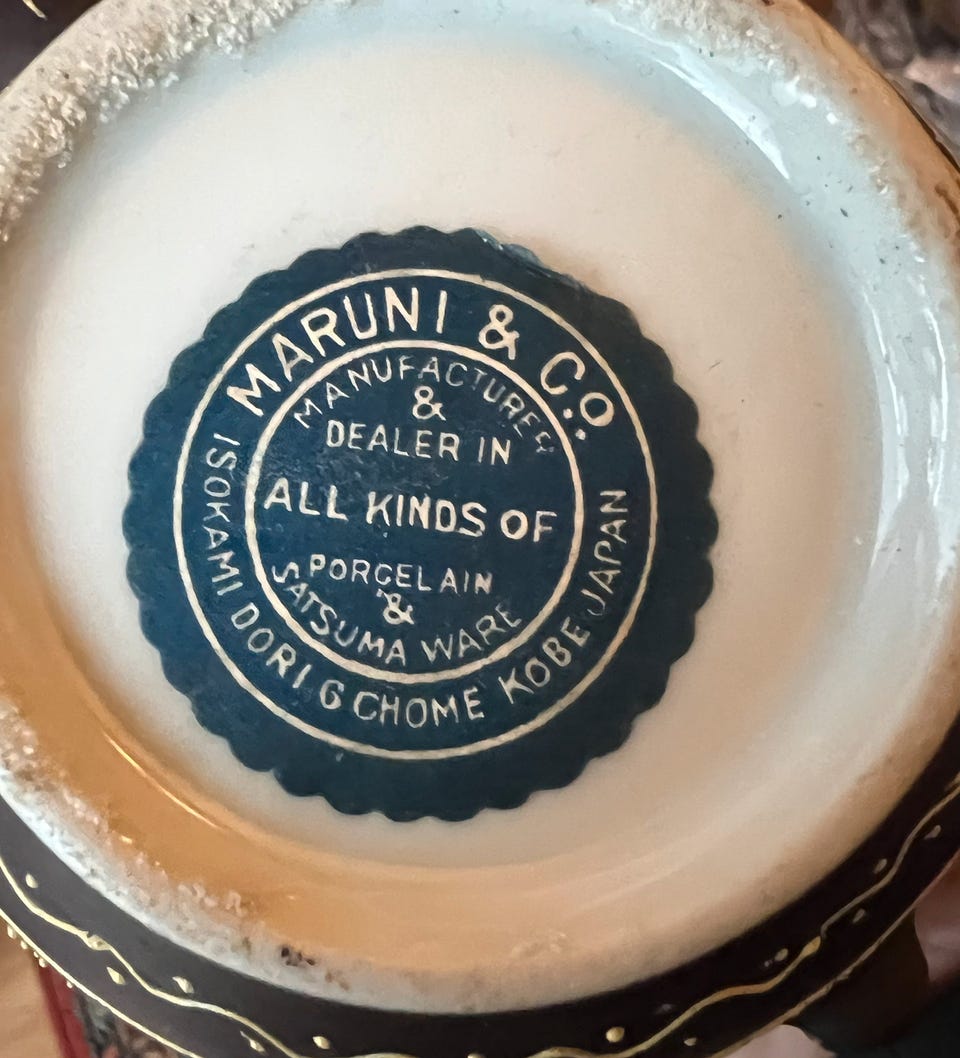 MARUNI & Co.
MANUFACTURER
&
DEALER IN
ALL KINDS OF
PORCELAIN
&
SATSUMA WARE
ISOKAMI DORI 6 CHOME KOBE JAPAN